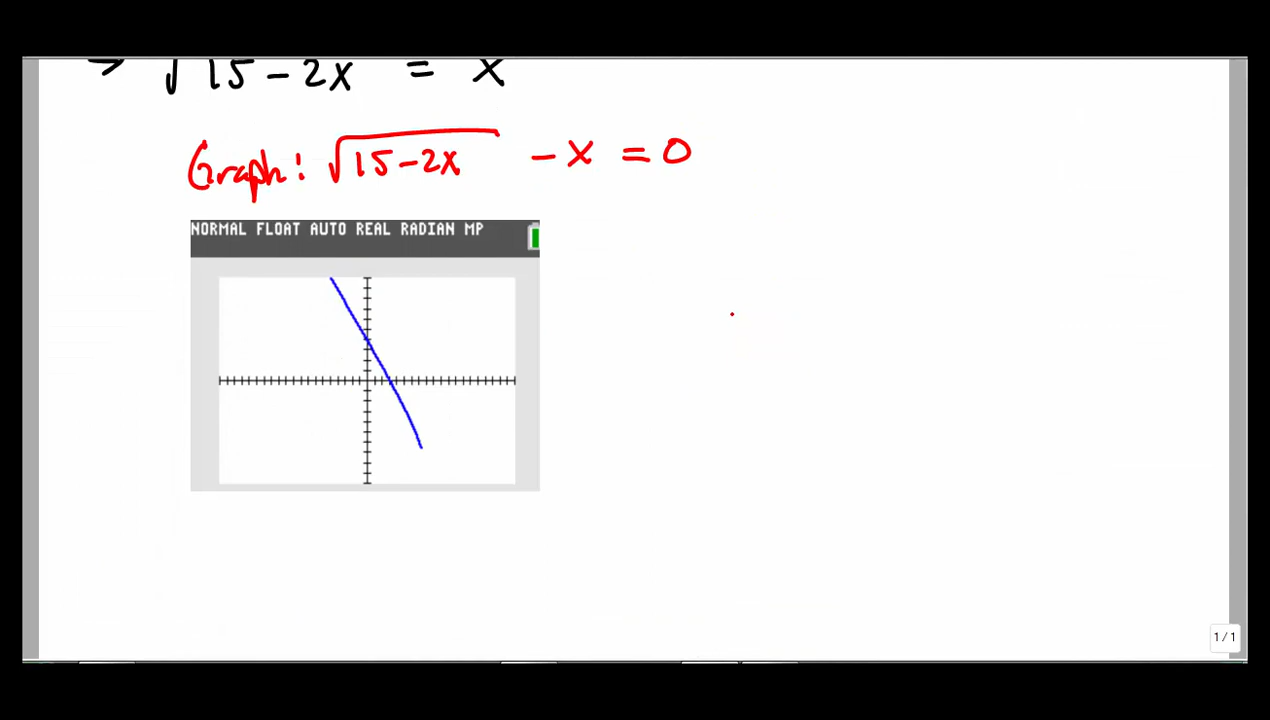 → √15-2x = x
Graph: √15-2x - x = 0
NORMAL FLOAT AUTO REAL RADIAN MP
1/1